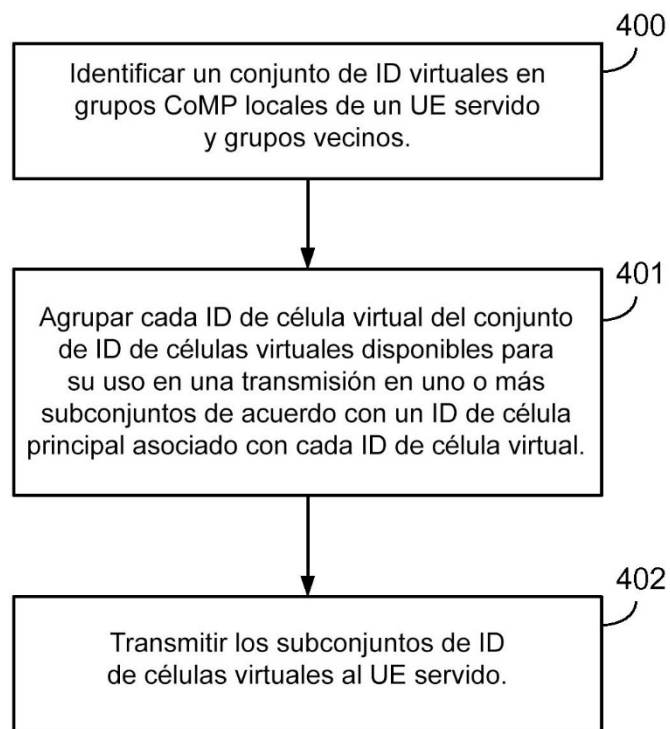 400
Identificar un conjunto de ID virtuales en
grupos CoMP locales de un UE servido
y grupos vecinos.
401
Agrupar cada ID de célula virtual del conjunto
de ID de células virtuales disponibles para
su uso en una transmisión en uno o más
subconjuntos de acuerdo con un ID de célula
principal asociado con cada ID de célula virtual.
402
Transmitir los subconjuntos de ID
de células virtuales al UE servido.